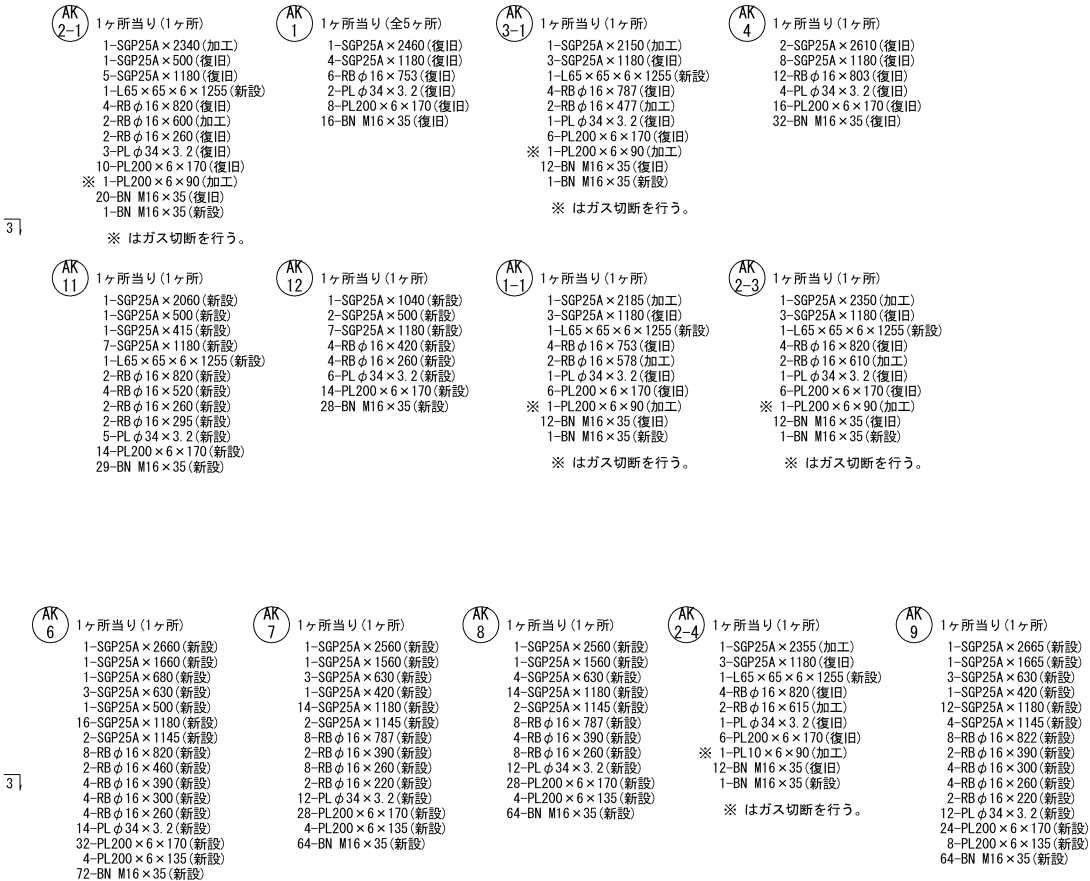 AK
2-1
1ヶ所当り(1ヶ所)
1-SGP25A×2340(加工)
1-SGP25A×500(復旧)
5-SGP25A×1180(復旧)
1-L65×65×6×1255(新設)
4-RBφ16×820(復旧)
2-RBφ16×600(加工)
2-RBφ16×260(復旧)
3-PLφ34×3.2(復旧)
10-PL200×6×170(復旧)
※ 1-PL200×6×90(加工)
20-BN M16×35(復旧)
1-BN M16×35(新設)
※ はガス切断を行う。
AK
1
1ヶ所当り(全5ヶ所)
1-SGP25A×2460(復旧)
4-SGP25A×1180(復旧)
6-RBφ16×753(復旧)
2-PLφ34×3.2(復旧)
8-PL200×6×170(復旧)
16-BN M16×35(復旧)
AK
3-1
1ヶ所当り(1ヶ所)
1-SGP25A×2150(加工)
3-SGP25A×1180(復旧)
1-L65×65×6×1255(新設)
4-RBφ16×787(復旧)
2-RBφ16×477(加工)
1-PLφ34×3.2(復旧)
6-PL200×6×170(復旧)
※ 1-PL200×6×90(加工)
12-BN M16×35(復旧)
1-BN M16×35(新設)
※ はガス切断を行う。
AK
4
1ヶ所当り(1ヶ所)
2-SGP25A×2610(復旧)
8-SGP25A×1180(復旧)
12-RBφ16×803(復旧)
4-PLφ34×3.2(復旧)
16-PL200×6×170(復旧)
32-BN M16×35(復旧)
3
AK
11
1ヶ所当り(1ヶ所)
1-SGP25A×2060(新設)
1-SGP25A×500(新設)
1-SGP25A×415(新設)
7-SGP25A×1180(新設)
1-L65×65×6×1255(新設)
2-RBφ16×820(新設)
4-RBφ16×520(新設)
2-RBφ16×260(新設)
2-RBφ16×295(新設)
5-PLφ34×3.2(新設)
14-PL200×6×170(新設)
29-BN M16×35(新設)
AK
12
1ヶ所当り(1ヶ所)
1-SGP25A×1040(新設)
2-SGP25A×500(新設)
7-SGP25A×1180(新設)
4-RBφ16×420(新設)
4-RBφ16×260(新設)
6-PLφ34×3.2(新設)
14-PL200×6×170(新設)
28-BN M16×35(新設)
AK
1-1
1ヶ所当り(1ヶ所)
1-SGP25A×2185(加工)
3-SGP25A×1180(復旧)
1-L65×65×6×1255(新設)
4-RBφ16×753(復旧)
2-RBφ16×578(加工)
1-PLφ34×3.2(復旧)
6-PL200×6×170(復旧)
※ 1-PL200×6×90(加工)
12-BN M16×35(復旧)
1-BN M16×35(新設)
※ はガス切断を行う。
AK
2-3
1ヶ所当り(1ヶ所)
1-SGP25A×2350(加工)
3-SGP25A×1180(復旧)
1-L65×65×6×1255(新設)
4-RBφ16×820(復旧)
2-RBφ16×610(加工)
1-PLφ34×3.2(復旧)
6-PL200×6×170(復旧)
※ 1-PL200×6×90(加工)
12-BN M16×35(復旧)
1-BN M16×35(新設)
※ はガス切断を行う。
AK
6
1ヶ所当り(1ヶ所)
1-SGP25A×2660(新設)
1-SGP25A×1660(新設)
1-SGP25A×680(新設)
3-SGP25A×630(新設)
1-SGP25A×500(新設)
16-SGP25A×1180(新設)
2-SGP25A×1145(新設)
8-RBφ16×820(新設)
2-RBφ16×460(新設)
4-RBφ16×390(新設)
4-RBφ16×300(新設)
4-RBφ16×260(新設)
14-PLφ34×3.2(新設)
32-PL200×6×170(新設)
4-PL200×6×135(新設)
72-BN M16×35(新設)
AK
7
1ヶ所当り(1ヶ所)
1-SGP25A×2560(新設)
1-SGP25A×1560(新設)
3-SGP25A×630(新設)
1-SGP25A×420(新設)
14-SGP25A×1180(新設)
2-SGP25A×1145(新設)
8-RBφ16×787(新設)
2-RBφ16×390(新設)
8-RBφ16×260(新設)
2-RBφ16×220(新設)
12-PLφ34×3.2(新設)
28-PL200×6×170(新設)
4-PL200×6×135(新設)
64-BN M16×35(新設)
AK
8
1ヶ所当り(1ヶ所)
1-SGP25A×2560(新設)
1-SGP25A×1560(新設)
4-SGP25A×630(新設)
14-SGP25A×1180(新設)
2-SGP25A×1145(新設)
8-RBφ16×787(新設)
4-RBφ16×390(新設)
8-RBφ16×260(新設)
12-PLφ34×3.2(新設)
28-PL200×6×170(新設)
4-PL200×6×135(新設)
64-BN M16×35(新設)
AK
2-4
1ヶ所当り(1ヶ所)
1-SGP25A×2355(加工)
3-SGP25A×1180(復旧)
1-L65×65×6×1255(新設)
4-RBφ16×820(復旧)
2-RBφ16×615(加工)
1-PLφ34×3.2(復旧)
6-PL200×6×170(復旧)
※ 1-PL10×6×90(加工)
12-BN M16×35(復旧)
1-BN M16×35(新設)
※ はガス切断を行う。
AK
9
1ヶ所当り(1ヶ所)
1-SGP25A×2665(新設)
1-SGP25A×1665(新設)
3-SGP25A×630(新設)
1-SGP25A×420(新設)
12-SGP25A×1180(新設)
4-SGP25A×1145(新設)
8-RBφ16×822(新設)
2-RBφ16×390(新設)
4-RBφ16×300(新設)
4-RBφ16×260(新設)
2-RBφ16×220(新設)
12-PLφ34×3.2(新設)
24-PL200×6×170(新設)
8-PL200×6×135(新設)
64-BN M16×35(新設)
3